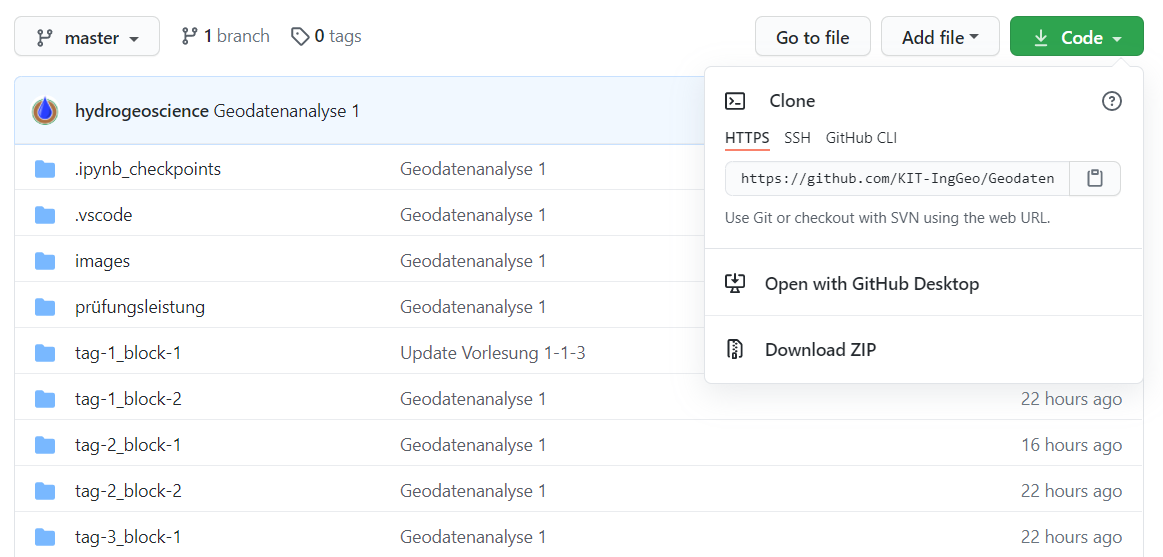 master 1 branch 0 tags Go to file Add file Code
hydrogeoscience Geodatenanalyse 1
Clone
HTTPS SSH GitHub CLI
https://github.com/KIT-IngGeo/Geodaten
Use Git or checkout with SVN using the web URL.
Open with GitHub Desktop
Download ZIP
.ipynb_checkpoints Geodatenanalyse 1
.vscode Geodatenanalyse 1
images Geodatenanalyse 1
prüfungsleistung Geodatenanalyse 1
tag-1_block-1 Update Vorlesung 1-1-3
tag-1_block-2 Geodatenanalyse 1 22 hours ago
tag-2_block-1 Geodatenanalyse 1 16 hours ago
tag-2_block-2 Geodatenanalyse 1 22 hours ago
tag-3_block-1 Geodatenanalyse 1 22 hours ago